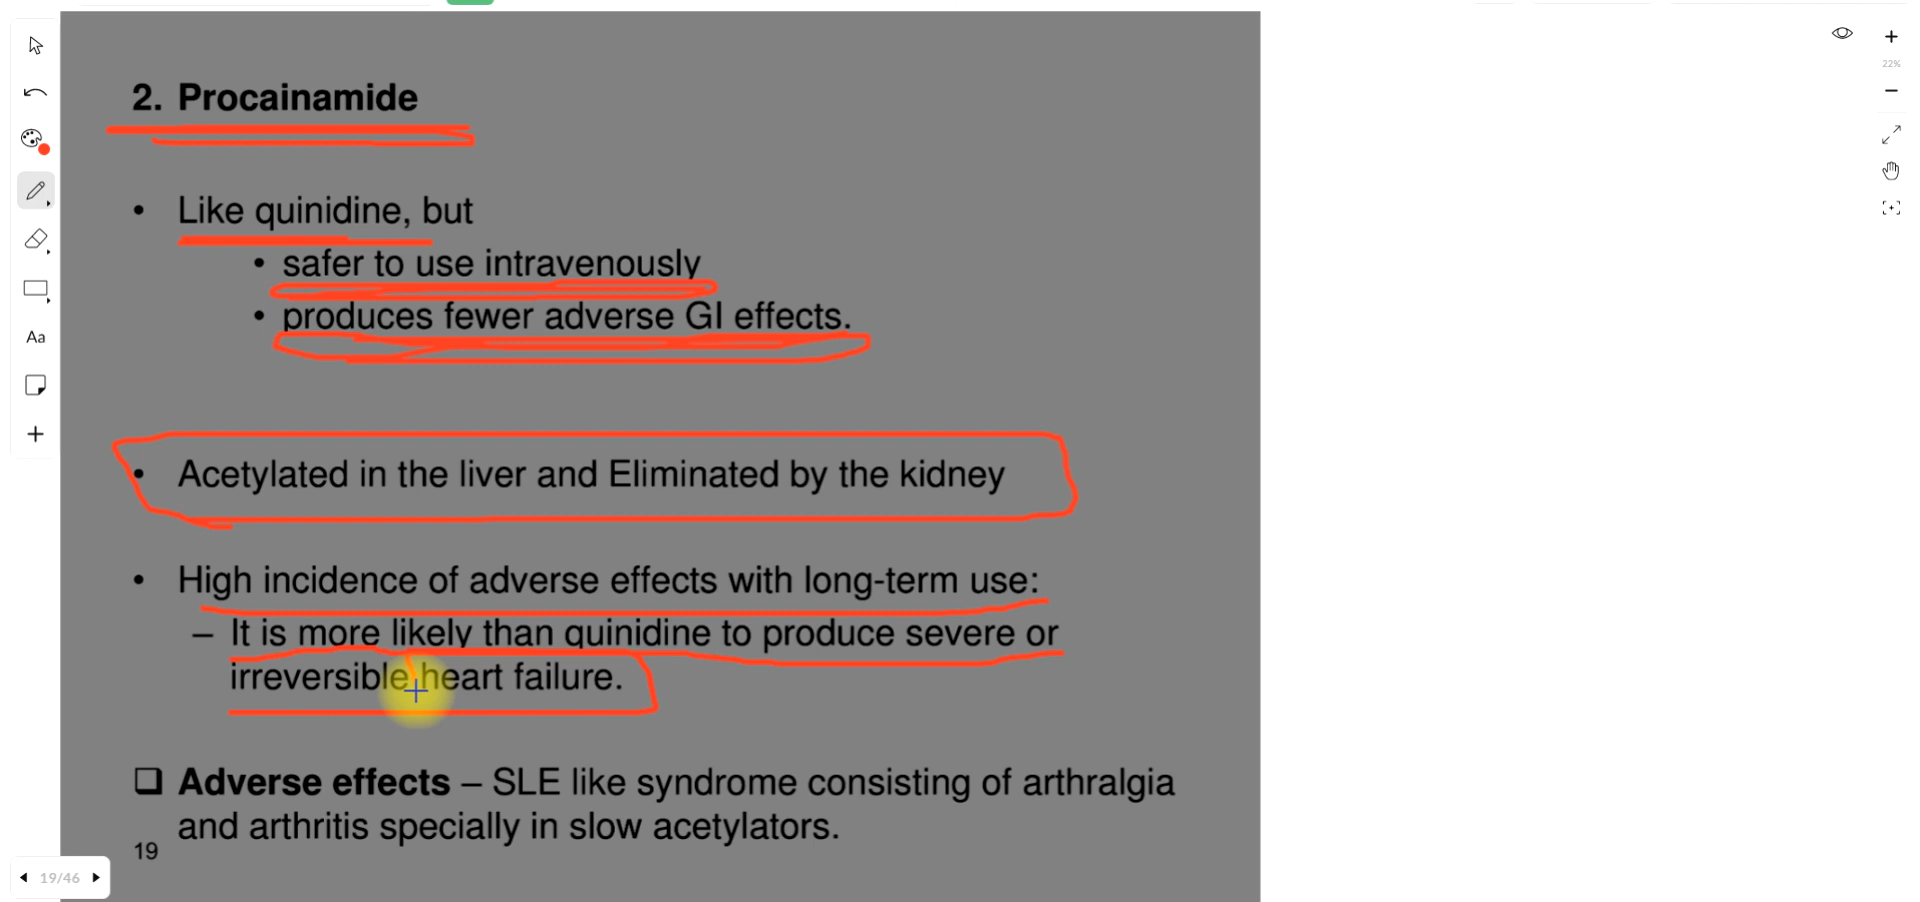 22%
2. Procainamide
• Like quinidine, but
• safer to use intravenously
• produces fewer adverse GI effects.
Aa
• Acetylated in the liver and Eliminated by the kidney
• High incidence of adverse effects with long-term use:
– It is more likely than quinidine to produce severe or
irreversible heart failure.
❑ Adverse effects – SLE like syndrome consisting of arthralgia
and arthritis specially in slow acetylators.
19
19/46